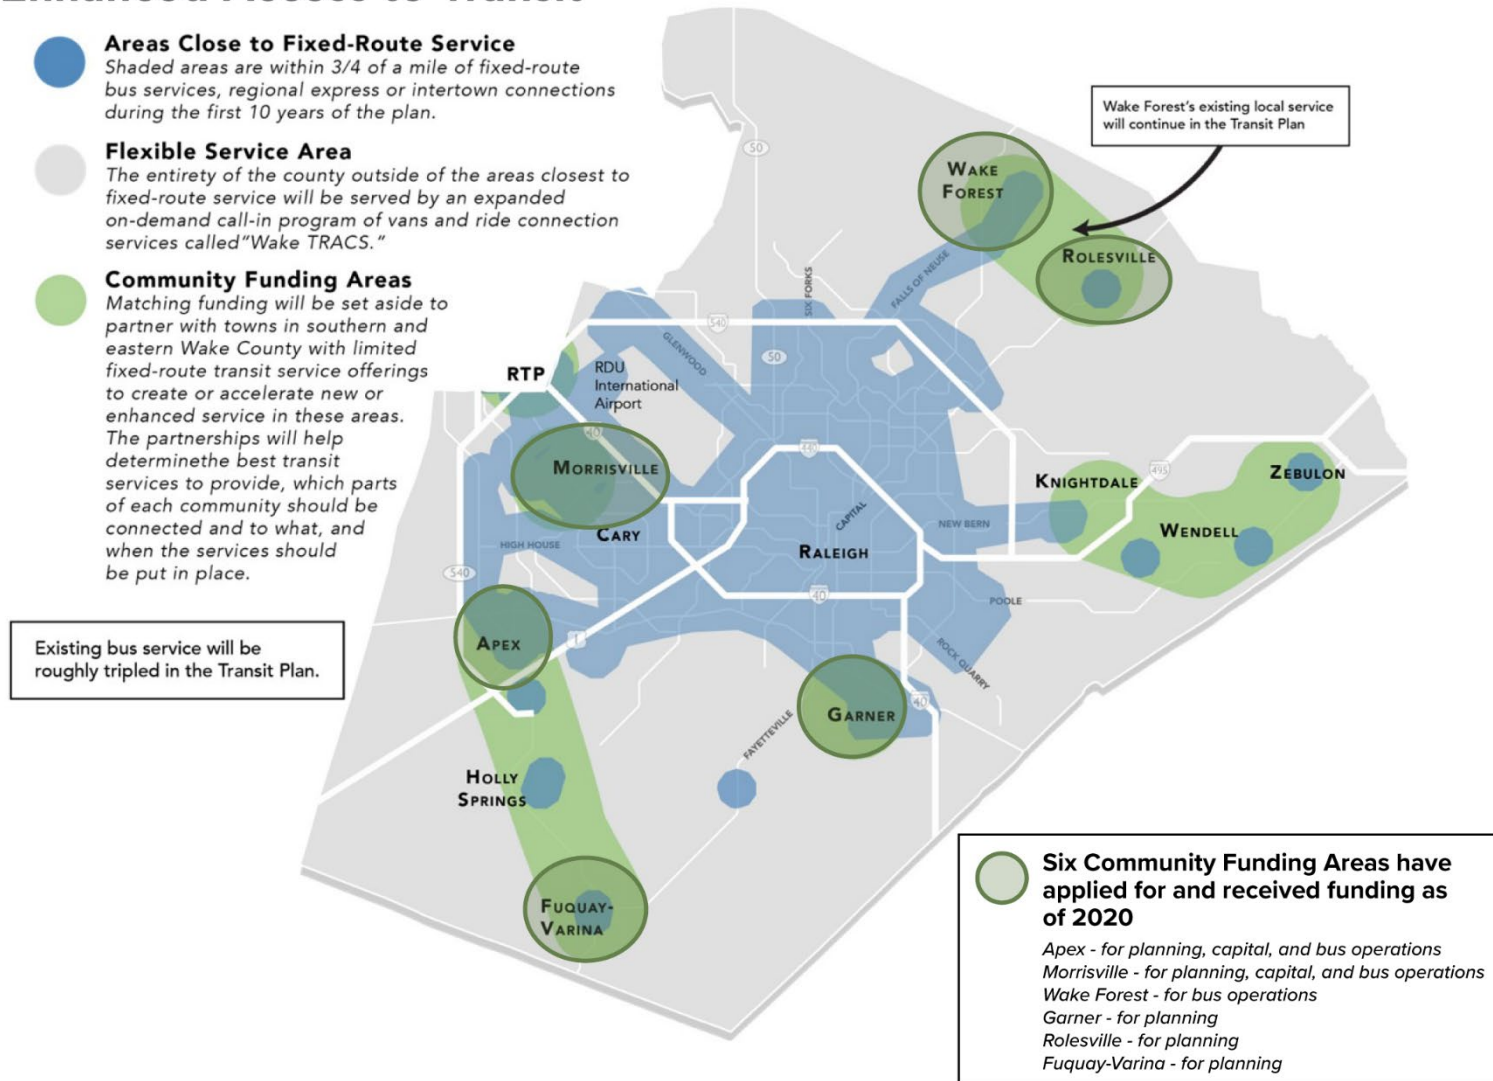 Enhanced Access to Transit
Areas Close to Fixed-Route Service
Shaded areas are within 3/4 of a mile of fixed-route
bus services, regional express or intertown connections
during the first 10 years of the plan.
Flexible Service Area
The entirety of the county outside of the areas closest to
fixed-route service will be served by an expanded
on-demand call-in program of vans and ride connection
services called"Wake TRACS."
Community Funding Areas
Matching funding will be set aside to
partner with towns in southern and
eastern Wake County with limited
fixed-route transit service offerings
to create or accelerate new or
enhanced service in these areas.
The partnerships will help
determinethe best transit
services to provide, which parts
of each community should be
connected and to what, and
when the services should
be put in place.
Existing bus service will be
roughly tripled in the Transit Plan.
Wake Forest's existing local service
will continue in the Transit Plan
50
WAKE
FOREST
ROLESVILLE
FALLS OF NEUSE
SIX FORKS
540
GLENWOOD
50
RTP
RDU
International
Airport
40
MORRISVILLE
440
KNIGHTDALE
495
ZEBULON
WENDELL
CAPITAL
NEW BERN
HIGH HOUSE
CARY
RALEIGH
540
40
POOLE
APEX
1
ROCK QUARRY
40
GARNER
FAYETTEVILLE
HOLLY
SPRINGS
FUQUAY-
VARINA
Six Community Funding Areas have
applied for and received funding as
of 2020
Apex - for planning, capital, and bus operations
Morrisville - for planning, capital, and bus operations
Wake Forest - for bus operations
Garner - for planning
Rolesville - for planning
Fuquay-Varina - for planning